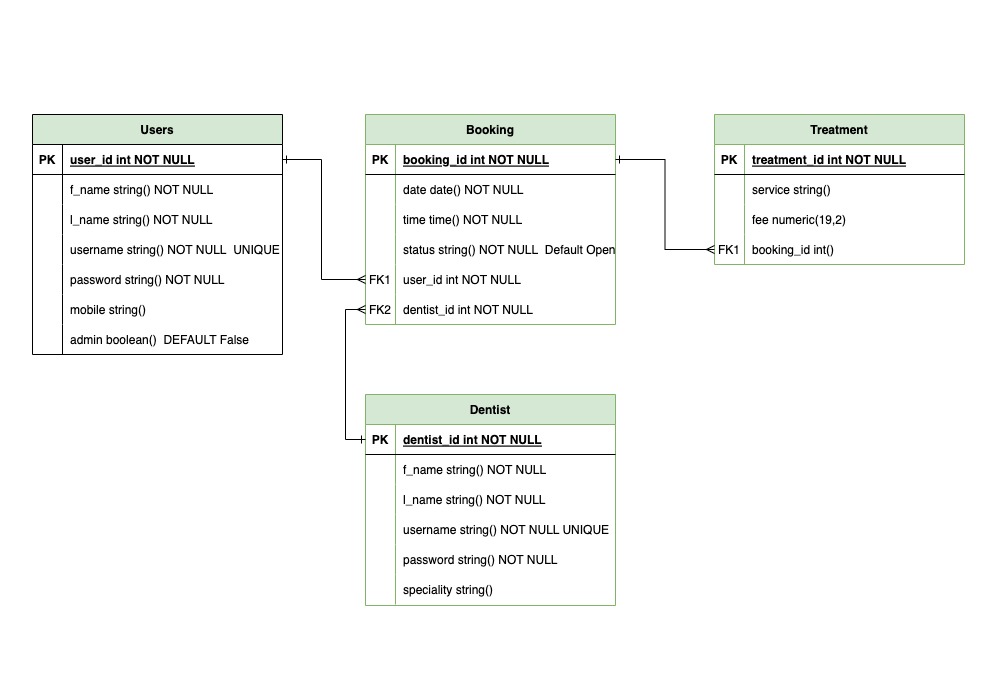 Users
PK user_id int NOT NULL
f_name string() NOT NULL
l_name string() NOT NULL
username string() NOT NULL  UNIQUE
password string() NOT NULL
mobile string()
admin boolean()  DEFAULT False
Booking
PK booking_id int NOT NULL
date date() NOT NULL
time time() NOT NULL
status string() NOT NULL  Default Open
FK1 user_id int NOT NULL
FK2 dentist_id int NOT NULL
Treatment
PK treatment_id int NOT NULL
service string()
fee numeric(19,2)
FK1 booking_id int()
Dentist
PK dentist_id int NOT NULL
f_name string() NOT NULL
l_name string() NOT NULL
username string() NOT NULL UNIQUE
password string() NOT NULL
speciality string()